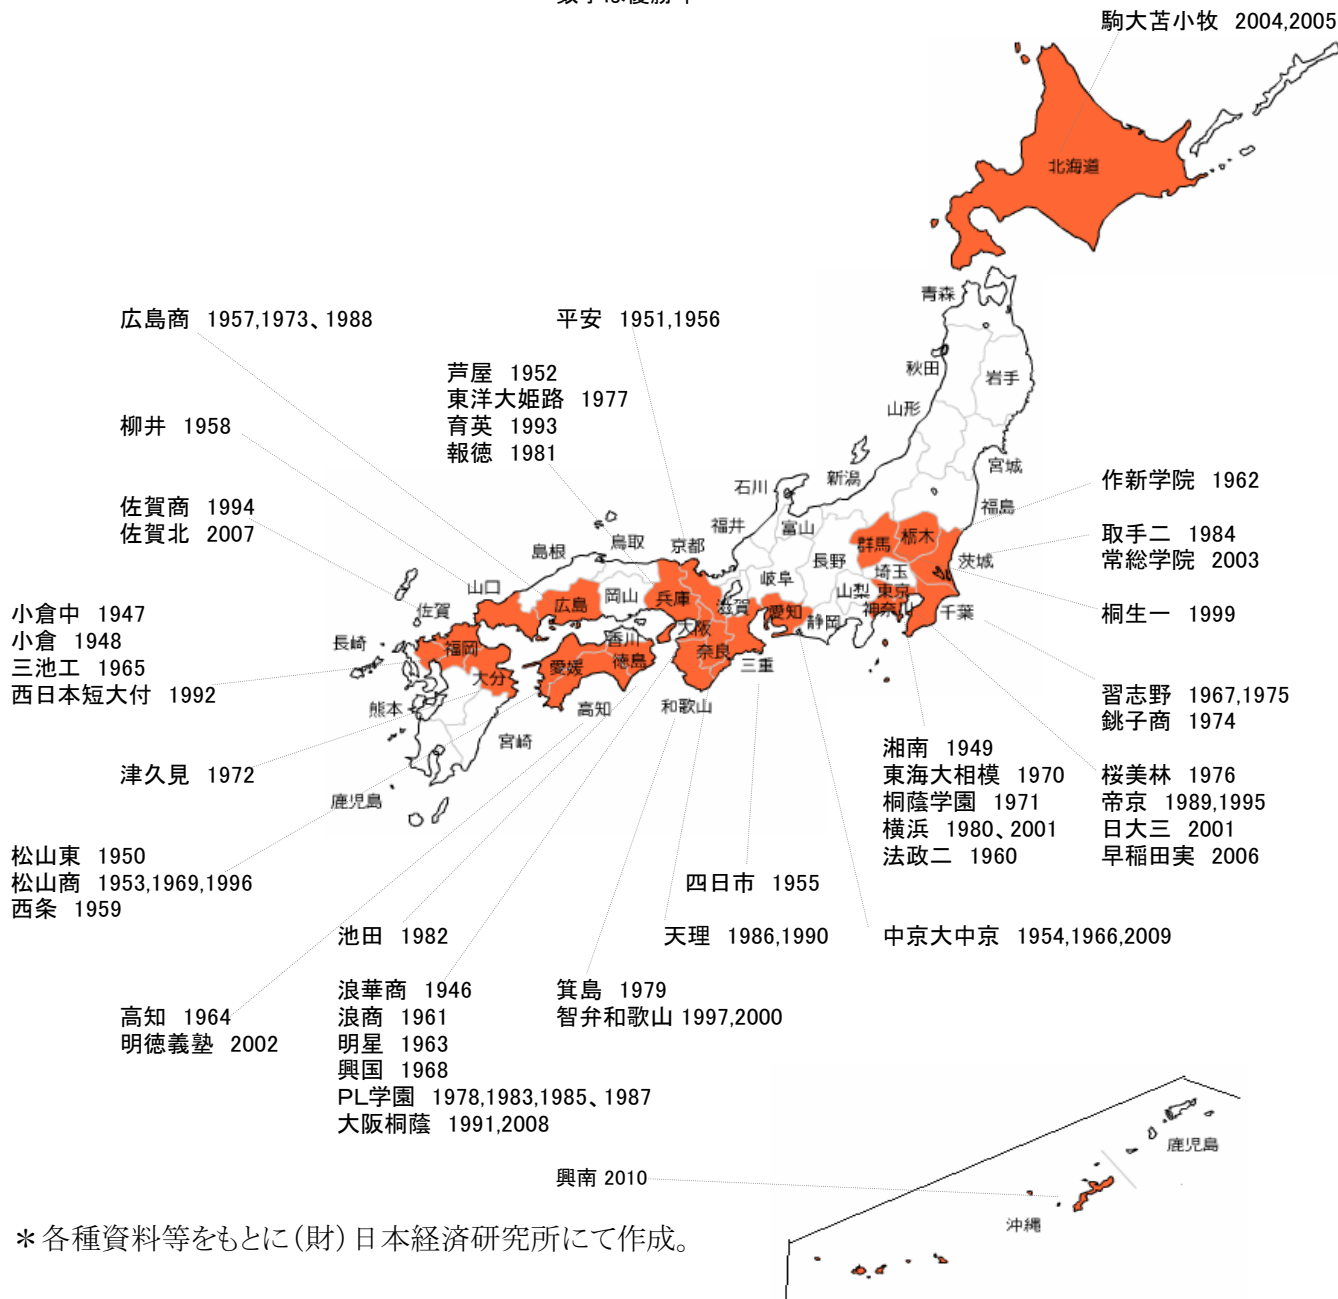 駒大苫小牧 2004,2005
北海道
青森
秋田
岩手
山形
宮城
新潟
福島
石川
富山
福井
群馬
栃木
茨城
長野
埼玉
岐阜
山梨
東京
神奈川
千葉
静岡
愛知
滋賀
三重
京都
兵庫
大阪
奈良
和歌山
鳥取
島根
岡山
広島
山口
香川
徳島
愛媛
高知
福岡
佐賀
長崎
大分
熊本
宮崎
鹿児島
広島商 1957,1973、1988
平安 1951,1956
芦屋 1952
東洋大姫路 1977
育英 1993
報徳 1981
柳井 1958
佐賀商 1994
佐賀北 2007
作新学院 1962
取手二 1984
常総学院 2003
桐生一 1999
小倉中 1947
小倉 1948
三池工 1965
西日本短大付 1992
習志野 1967,1975
銚子商 1974
津久見 1972
湘南 1949
東海大相模 1970
桐蔭学園 1971
横浜 1980、2001
法政二 1960
桜美林 1976
帝京 1989,1995
日大三 2001
早稲田実 2006
松山東 1950
松山商 1953,1969,1996
西条 1959
四日市 1955
池田 1982
天理 1986,1990
中京大中京 1954,1966,2009
高知 1964
明徳義塾 2002
浪華商 1946
浪商 1961
明星 1963
興国 1968
PL学園 1978,1983,1985、1987
大阪桐蔭 1991,2008
箕島 1979
智弁和歌山 1997,2000
興南 2010
鹿児島
沖縄
＊各種資料等をもとに（財）日本経済研究所にて作成。